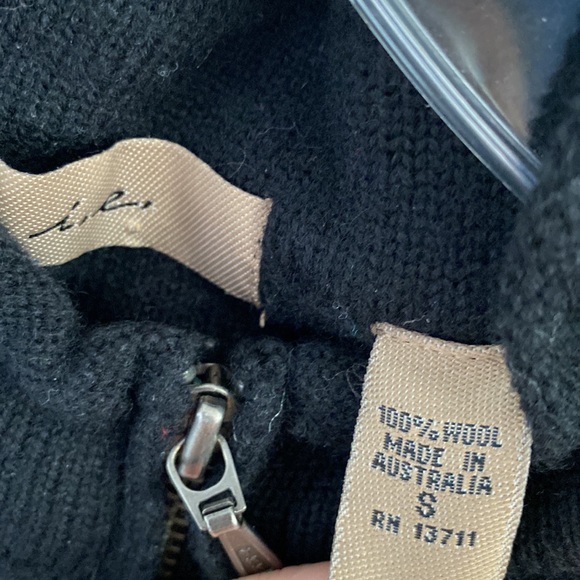 i.e.,
100% WOOL
MADE IN
AUSTRALIA
S
RN 13711